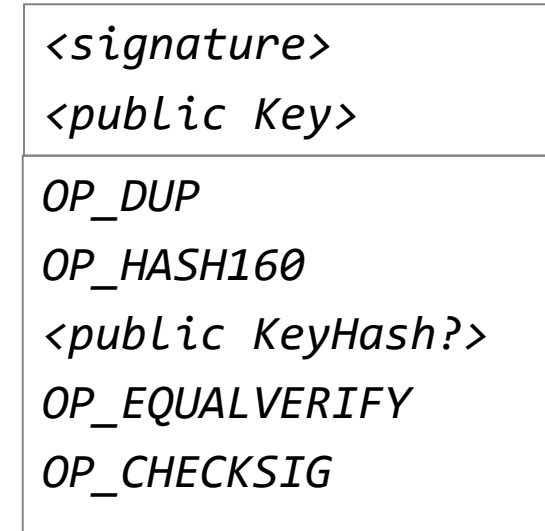 <signature>
<public Key>
OP_DUP
OP_HASH160
<public KeyHash?>
OP_EQUALVERIFY
OP_CHECKSIG